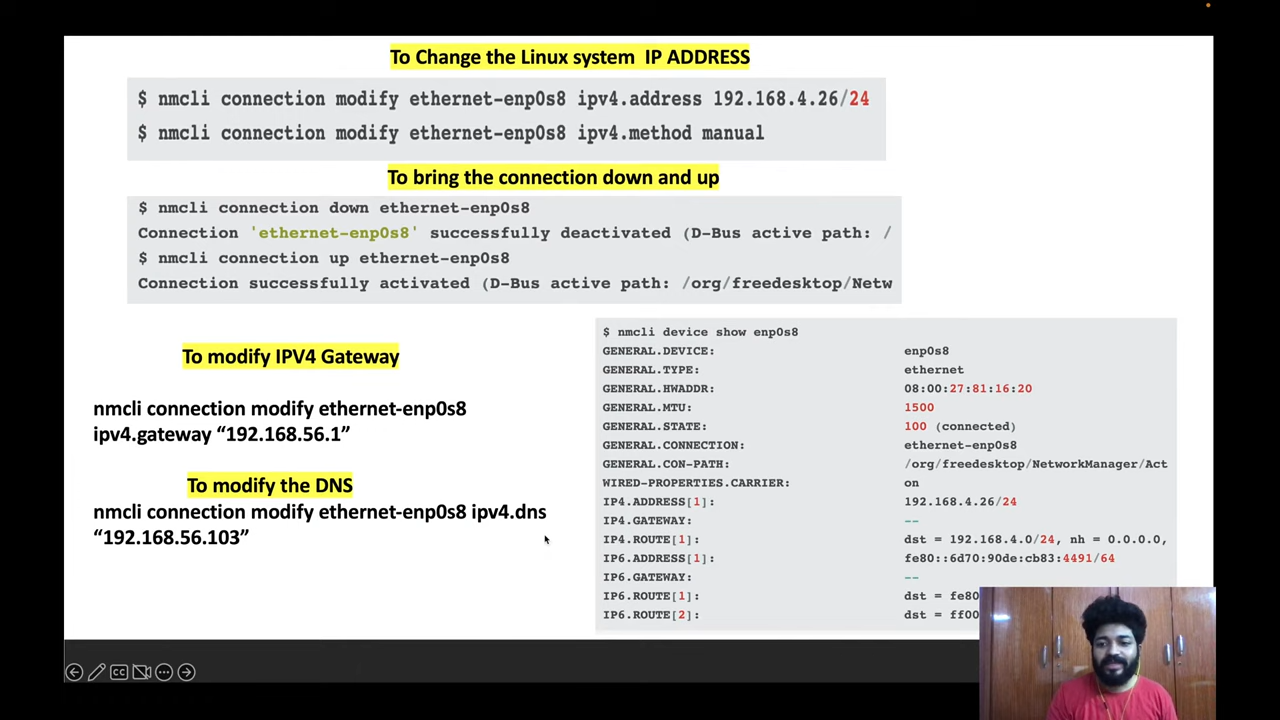 To Change the Linux system IP ADDRESS
$ nmcli connection modify ethernet-enp0s8 ipv4.address 192.168.4.26/24
$ nmcli connection modify ethernet-enp0s8 ipv4.method manual
To bring the connection down and up
$ nmcli connection down ethernet-enp0s8
Connection 'ethernet-enp0s8' successfully deactivated (D-Bus active path: /
$ nmcli connection up ethernet-enp0s8
Connection successfully activated (D-Bus active path: /org/freedesktop/Netw
To modify IPV4 Gateway
nmcli connection modify ethernet-enp0s8
ipv4.gateway “192.168.56.1”
To modify the DNS
nmcli connection modify ethernet-enp0s8 ipv4.dns
“192.168.56.103”
$ nmcli device show enp0s8
GENERAL.DEVICE: enp0s8
GENERAL.TYPE: ethernet
GENERAL.HWADDR: 08:00:27:81:16:20
GENERAL.MTU: 1500
GENERAL.STATE: 100 (connected)
GENERAL.CONNECTION: ethernet-enp0s8
GENERAL.CON-PATH: /org/freedesktop/NetworkManager/Act
WIRED-PROPERTIES.CARRIER: on
IP4.ADDRESS[1]: 192.168.4.26/24
IP4.GATEWAY: --
IP4.ROUTE[1]: dst = 192.168.4.0/24, nh = 0.0.0.0,
IP6.ADDRESS[1]: fe80::6d70:90de:cb83:4491/64
IP6.GATEWAY: --
IP6.ROUTE[1]: dst = fe80
IP6.ROUTE[2]: dst = ff00
CC